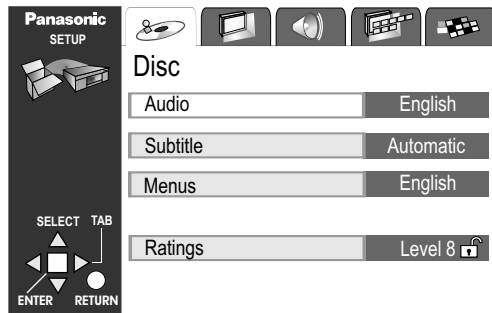 Panasonic
SETUP
Disc
Audio English
Subtitle Automatic
Menus English
Ratings Level 8
SELECT TAB
ENTER RETURN